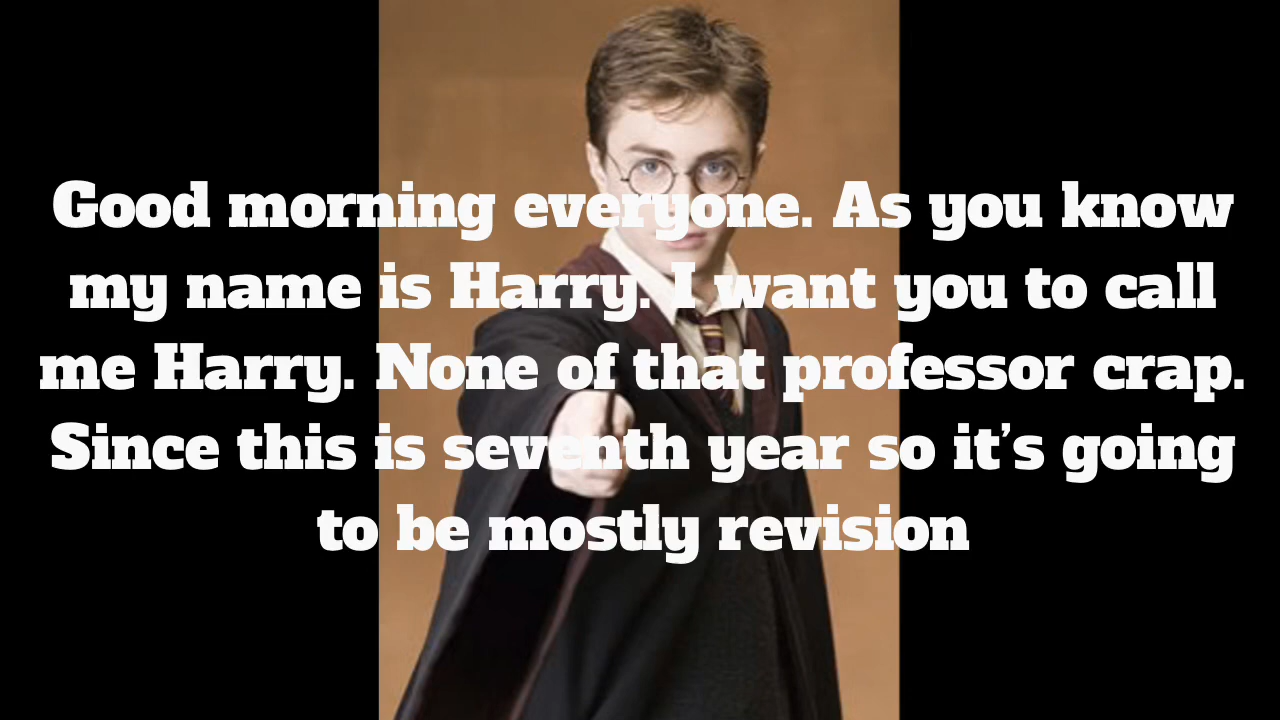 Good morning everyone. As you know
my name is Harry. I want you to call
me Harry. None of that professor crap.
Since this is seventh year so it’s going
to be mostly revision